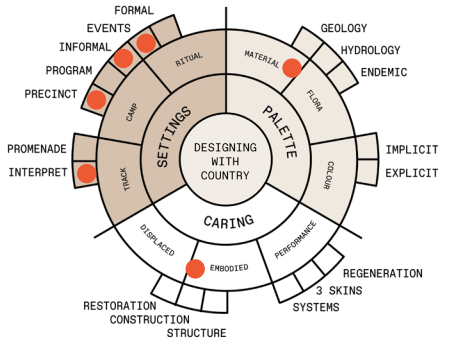 FORMAL
EVENTS
INFORMAL
PROGRAM
PRECINCT
PROMENADE
INTERPRET
GEOLOGY
HYDROLOGY
ENDEMIC
IMPLICIT
EXPLICIT
REGENERATION
3 SKINS
SYSTEMS
RESTORATION
CONSTRUCTION
STRUCTURE
RITUAL
CAMP
TRACK
MATERIAL
FLORA
COLOUR
PERFORMANCE
EMBODIED
DISPLACED
SETTINGS
PALETTE
CARING
DESIGNING
WITH
COUNTRY